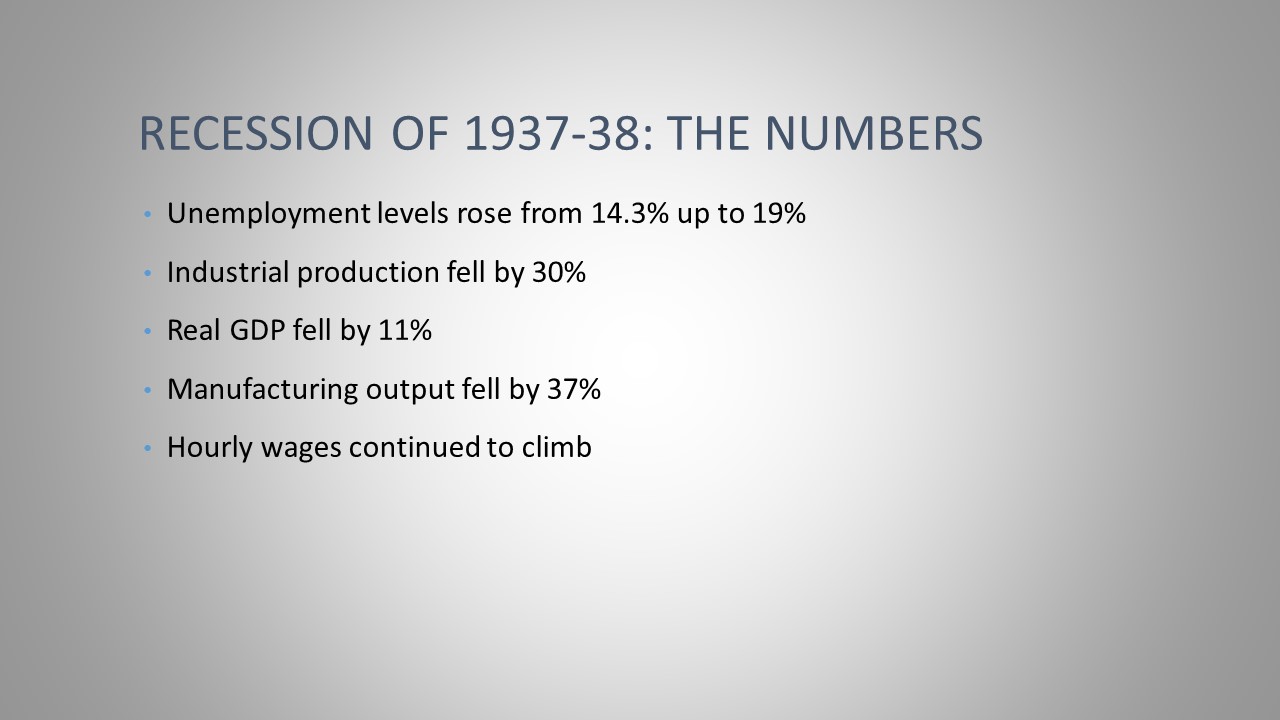 RECESSION OF 1937-38: THE NUMBERS
• Unemployment levels rose from 14.3% up to 19%
• Industrial production fell by 30%
• Real GDP fell by 11%
• Manufacturing output fell by 37%
• Hourly wages continued to climb